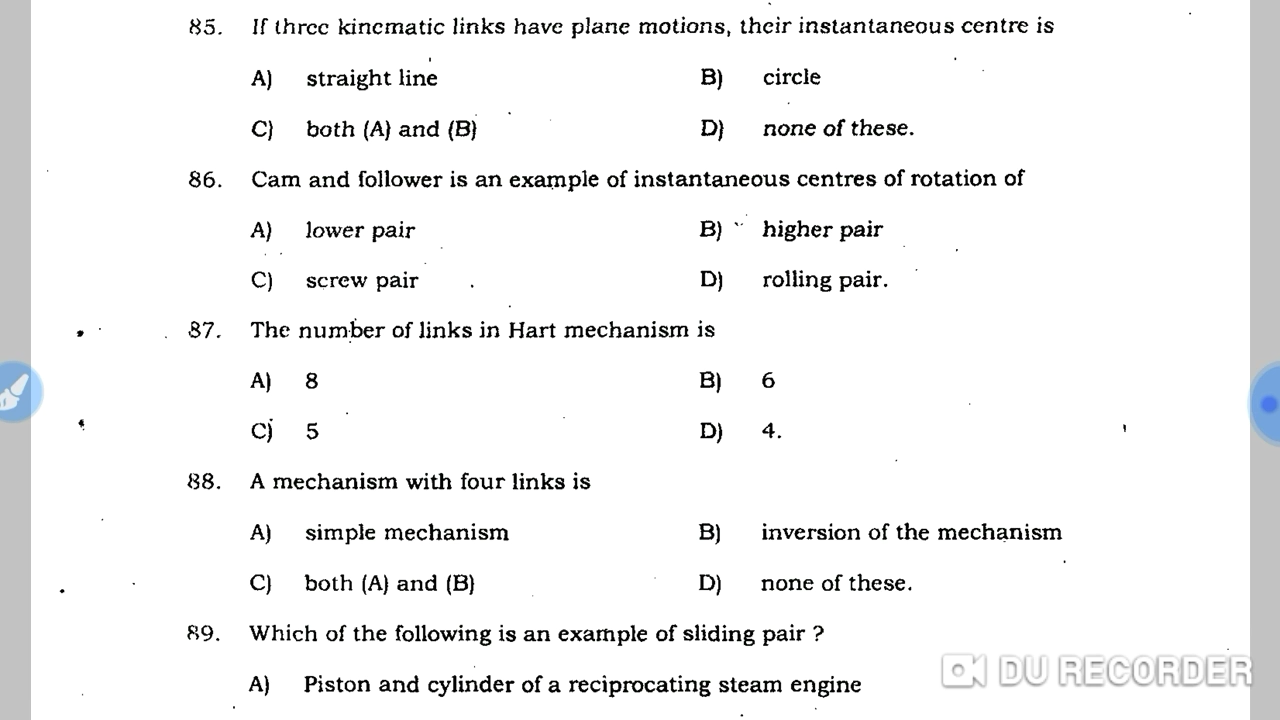 85. If three kinematic links have plane motions, their instantaneous centre is
A) straight line B) circle
C) both (A) and (B) D) none of these.
86. Cam and follower is an example of instantaneous centres of rotation of
A) lower pair B) higher pair
C) screw pair D) rolling pair.
87. The number of links in Hart mechanism is
A) 8 B) 6
C) 5 D) 4.
88. A mechanism with four links is
A) simple mechanism B) inversion of the mechanism
C) both (A) and (B) D) none of these.
89. Which of the following is an example of sliding pair ?
A) Piston and cylinder of a reciprocating steam engine
DU RECORDER